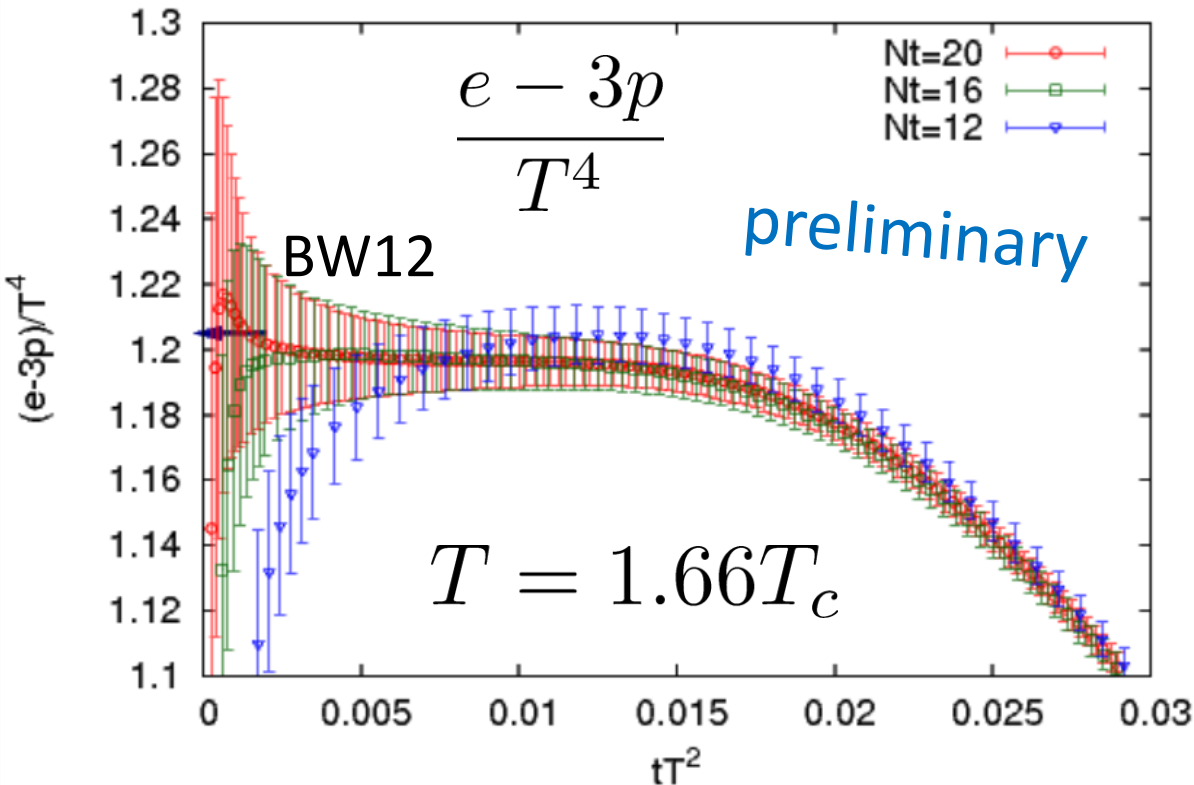 1.3
1.28
1.26
1.24
1.22
1.2
1.18
1.16
1.14
1.12
1.1
(e-3p)/T⁴
e − 3p
T⁴
Nt=20
Nt=16
Nt=12
preliminary
BW12
T = 1.66T_c
0 0.005 0.01 0.015 0.02 0.025 0.03
tT²